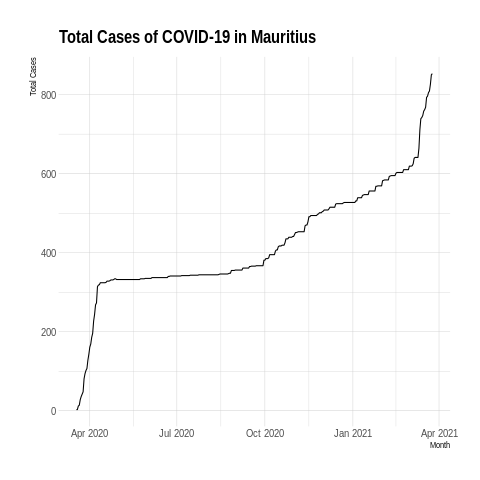 Total Cases of COVID-19 in Mauritius
Total Cases
800
600
400
200
0
Apr 2020 Jul 2020 Oct 2020 Jan 2021 Apr 2021
Month